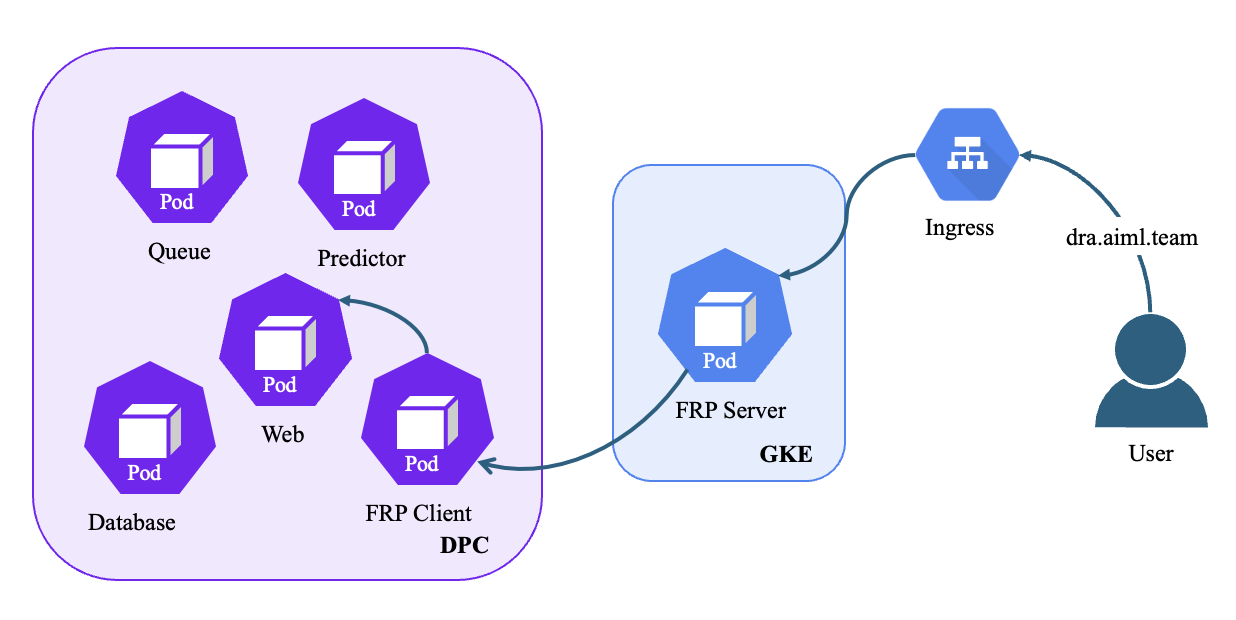 Pod
Queue
Pod
Predictor
Pod
Web
Pod
Database
Pod
FRP Client
DPC
Pod
FRP Server
GKE
Ingress
dra.aiml.team
User